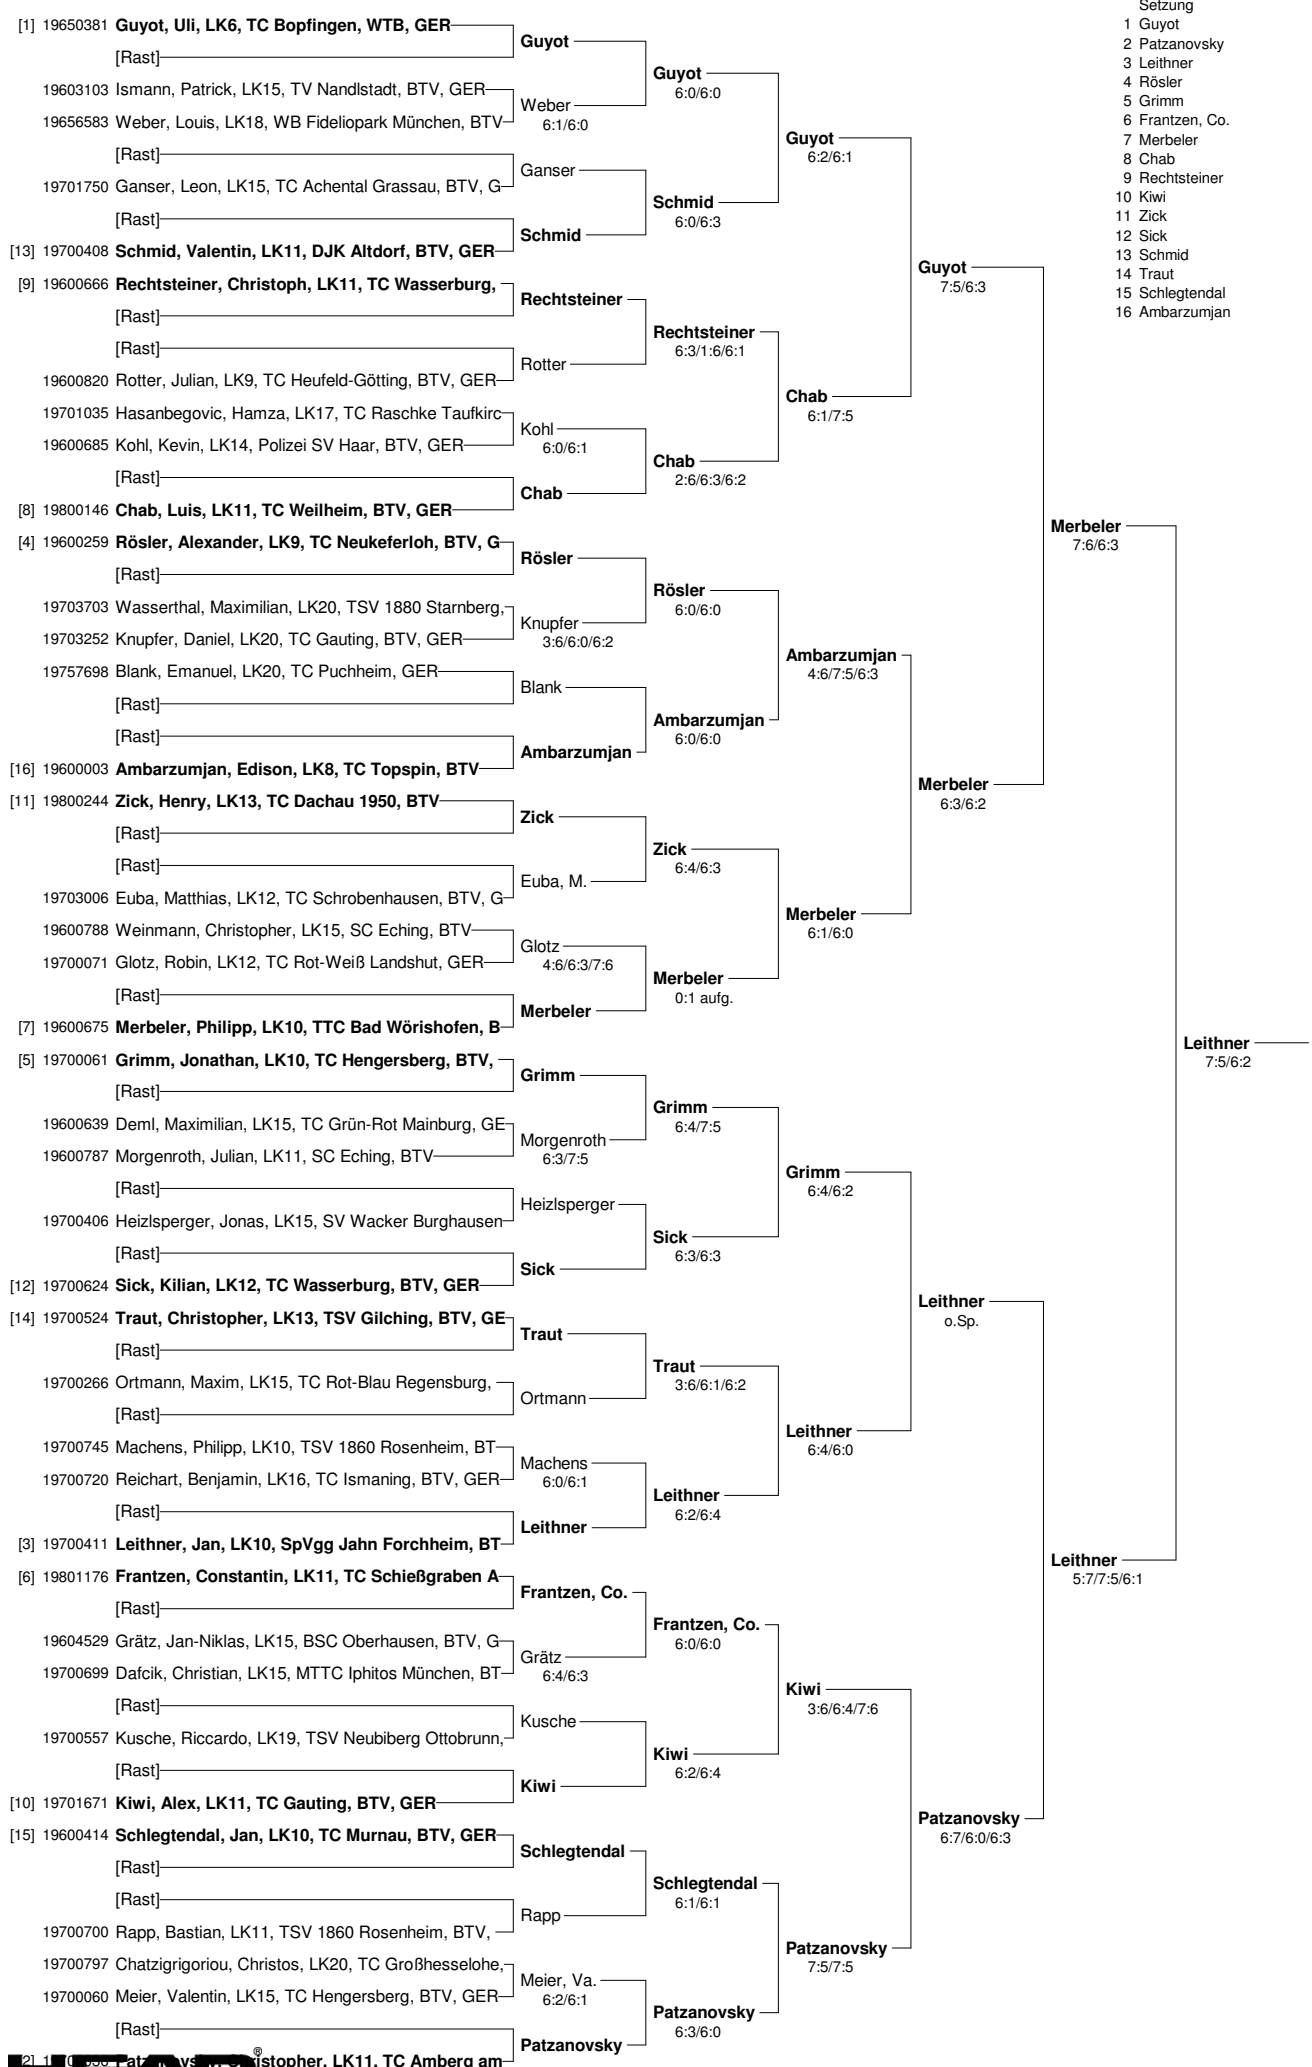 Setzung
1 Guyot
2 Patzanovsky
3 Leithner
4 Rösler
5 Grimm
6 Frantzen, Co.
7 Merbeler
8 Chab
9 Rechtsteiner
10 Kiwi
11 Zick
12 Sick
13 Schmid
14 Traut
15 Schlegtendal
16 Ambarzumjan
[1] 19650381 Guyot, Uli, LK6, TC Bopfingen, WTB, GER
[Rast]
19603103 Ismann, Patrick, LK15, TV Nandlstadt, BTV, GER
19656583 Weber, Louis, LK18, WB Fideliopark München, BTV
[Rast]
19701750 Ganser, Leon, LK15, TC Achental Grassau, BTV, G
[Rast]
[13] 19700408 Schmid, Valentin, LK11, DJK Altdorf, BTV, GER
[9] 19600666 Rechtsteiner, Christoph, LK11, TC Wasserburg,
[Rast]
[Rast]
19600820 Rotter, Julian, LK9, TC Heufeld-Götting, BTV, GER
19701035 Hasanbegovic, Hamza, LK17, TC Raschke Taufkirc
19600685 Kohl, Kevin, LK14, Polizei SV Haar, BTV, GER
[Rast]
[8] 19800146 Chab, Luis, LK11, TC Weilheim, BTV, GER
[4] 19600259 Rösler, Alexander, LK9, TC Neukeferloh, BTV, G
[Rast]
19703703 Wasserthal, Maximilian, LK20, TSV 1880 Starnberg,
19703252 Knupfer, Daniel, LK20, TC Gauting, BTV, GER
19757698 Blank, Emanuel, LK20, TC Puchheim, GER
[Rast]
[Rast]
[16] 19600003 Ambarzumjan, Edison, LK8, TC Topspin, BTV
[11] 19800244 Zick, Henry, LK13, TC Dachau 1950, BTV
[Rast]
[Rast]
19703006 Euba, Matthias, LK12, TC Schrobenhausen, BTV, G
19600788 Weinmann, Christopher, LK15, SC Eching, BTV
19700071 Glotz, Robin, LK12, TC Rot-Weiß Landshut, GER
[Rast]
[7] 19600675 Merbeler, Philipp, LK10, TTC Bad Wörishofen, B
[5] 19700061 Grimm, Jonathan, LK10, TC Hengersberg, BTV,
[Rast]
19600639 Deml, Maximilian, LK15, TC Grün-Rot Mainburg, GE
19600787 Morgenroth, Julian, LK11, SC Eching, BTV
[Rast]
19700406 Heizlsperger, Jonas, LK15, SV Wacker Burghausen
[Rast]
[12] 19700624 Sick, Kilian, LK12, TC Wasserburg, BTV, GER
[14] 19700524 Traut, Christopher, LK13, TSV Gilching, BTV, GE
[Rast]
19700266 Ortmann, Maxim, LK15, TC Rot-Blau Regensburg,
[Rast]
19700745 Machens, Philipp, LK10, TSV 1860 Rosenheim, BT
19700720 Reichart, Benjamin, LK16, TC Ismaning, BTV, GER
[Rast]
[3] 19700411 Leithner, Jan, LK10, SpVgg Jahn Forchheim, BT
[6] 19801176 Frantzen, Constantin, LK11, TC Schießgraben A
[Rast]
19604529 Grätz, Jan-Niklas, LK15, BSC Oberhausen, BTV, G
19700699 Dafcik, Christian, LK15, MTTC Iphitos München, BT
[Rast]
19700557 Kusche, Riccardo, LK19, TSV Neubiberg Ottobrunn,
[Rast]
[10] 19701671 Kiwi, Alex, LK11, TC Gauting, BTV, GER
[15] 19600414 Schlegtendal, Jan, LK10, TC Murnau, BTV, GER
[Rast]
[Rast]
19700700 Rapp, Bastian, LK11, TSV 1860 Rosenheim, BTV,
19700797 Chatzigrigoriou, Christos, LK20, TC Großhesselohe,
19700060 Meier, Valentin, LK15, TC Hengersberg, BTV, GER
[Rast]
LK11, TC Amberg am
®
Guyot
Weber
6:1/6:0
Ganser
Schmid
Rechtsteiner
Rotter
Kohl
6:0/6:1
Chab
Rösler
Knupfer
3:6/6:0/6:2
Blank
Ambarzumjan
Zick
Euba, M.
Glotz
4:6/6:3/7:6
Merbeler
Grimm
Morgenroth
6:3/7:5
Heizlsperger
Sick
Traut
Ortmann
Machens
6:0/6:1
Leithner
Frantzen, Co.
Grätz
6:4/6:3
Kusche
Kiwi
Schlegtendal
Rapp
Meier, Va.
6:2/6:1
Patzanovsky
Guyot
6:0/6:0
Schmid
6:0/6:3
Rechtsteiner
6:3/1:6/6:1
Chab
2:6/6:3/6:2
Rösler
6:0/6:0
Ambarzumjan
6:0/6:0
Zick
6:4/6:3
Merbeler
0:1 aufg.
Grimm
6:4/7:5
Sick
6:3/6:3
Traut
3:6/6:1/6:2
Leithner
6:2/6:4
Frantzen, Co.
6:0/6:0
Kiwi
6:2/6:4
Schlegtendal
6:1/6:1
Patzanovsky
6:3/6:0
Guyot
6:2/6:1
Chab
6:1/7:5
Ambarzumjan
4:6/7:5/6:3
Merbeler
6:1/6:0
Grimm
6:4/6:2
Leithner
6:4/6:0
Kiwi
3:6/6:4/7:6
Patzanovsky
7:5/7:5
Guyot
7:5/6:3
Merbeler
6:3/6:2
Leithner
o.Sp.
Patzanovsky
6:7/6:0/6:3
Merbeler
7:6/6:3
Leithner
5:7/7:5/6:1
Leithner
7:5/6:2